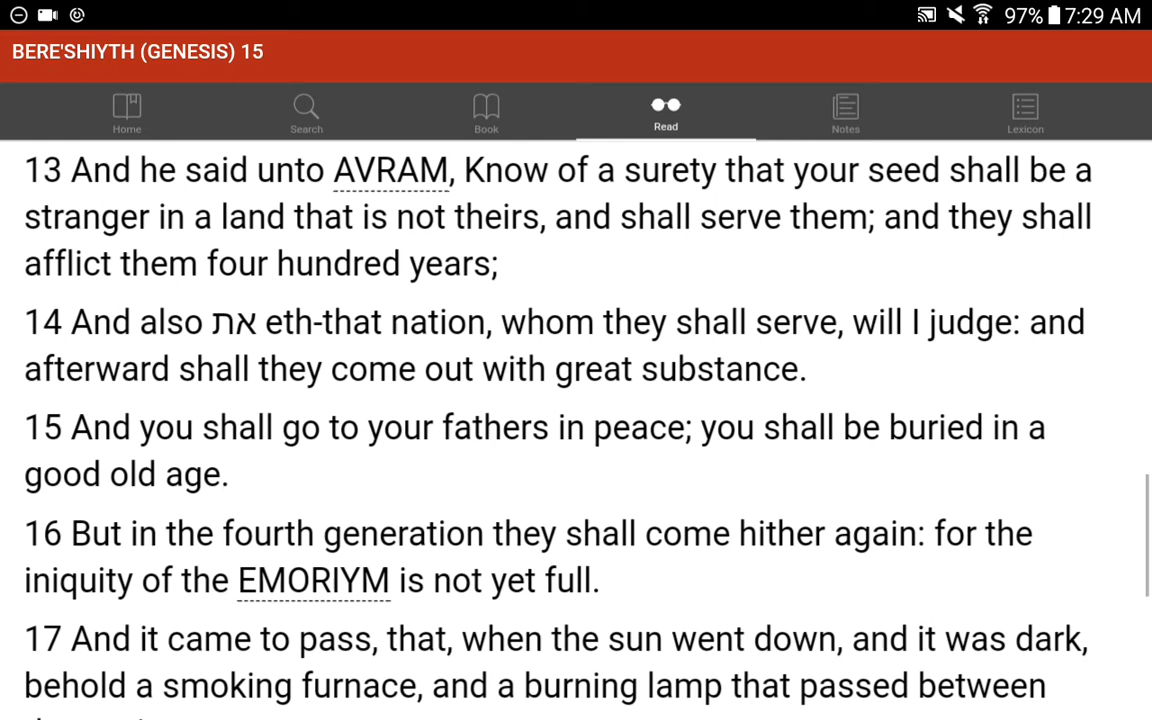 97% 7:29 AM
BERE'SHIYTH (GENESIS) 15
Home Search Book Read Notes Lexicon
13 And he said unto AVRAM, Know of a surety that your seed shall be a
stranger in a land that is not theirs, and shall serve them; and they shall
afflict them four hundred years;
14 And also את eth-that nation, whom they shall serve, will I judge: and
afterward shall they come out with great substance.
15 And you shall go to your fathers in peace; you shall be buried in a
good old age.
16 But in the fourth generation they shall come hither again: for the
iniquity of the EMORIYM is not yet full.
17 And it came to pass, that, when the sun went down, and it was dark,
behold a smoking furnace, and a burning lamp that passed between